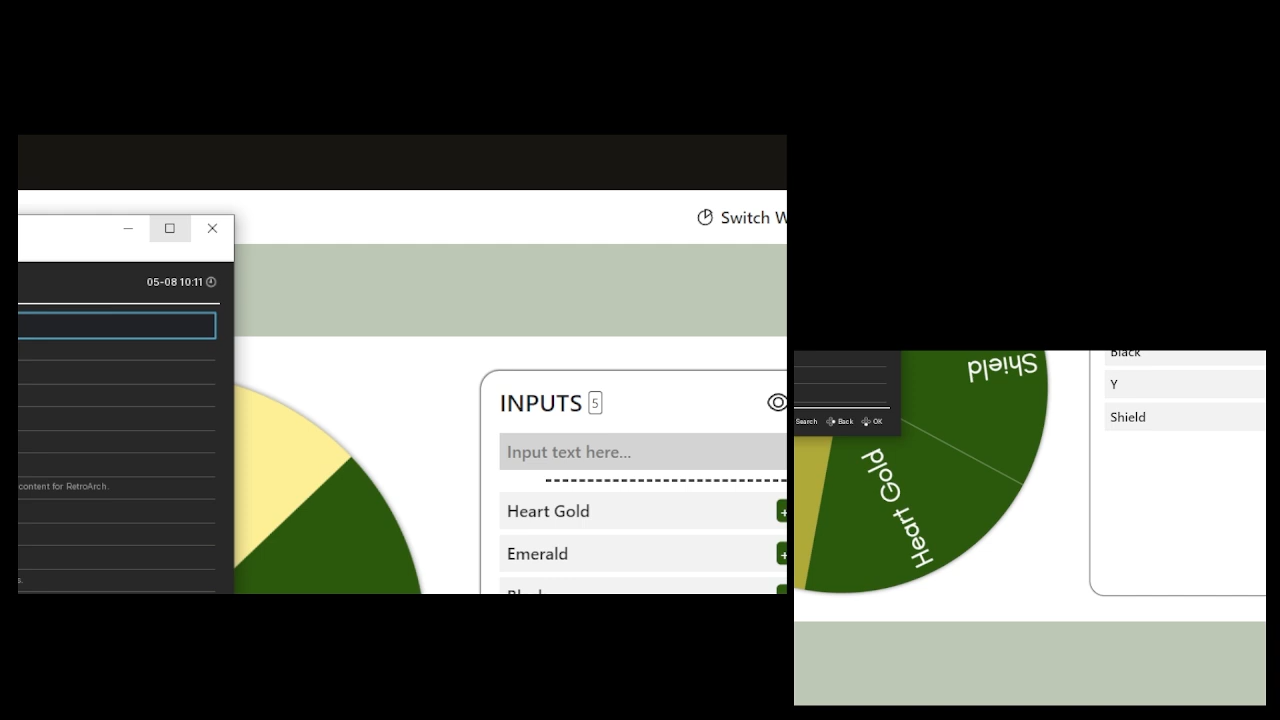 Switch W
05-08 10:11
INPUTS 5
Input text here...
Heart Gold
+
content for RetroArch.
Emerald
+
s.
Black
Shield
Y
Shield
Search Back OK
Heart Gold